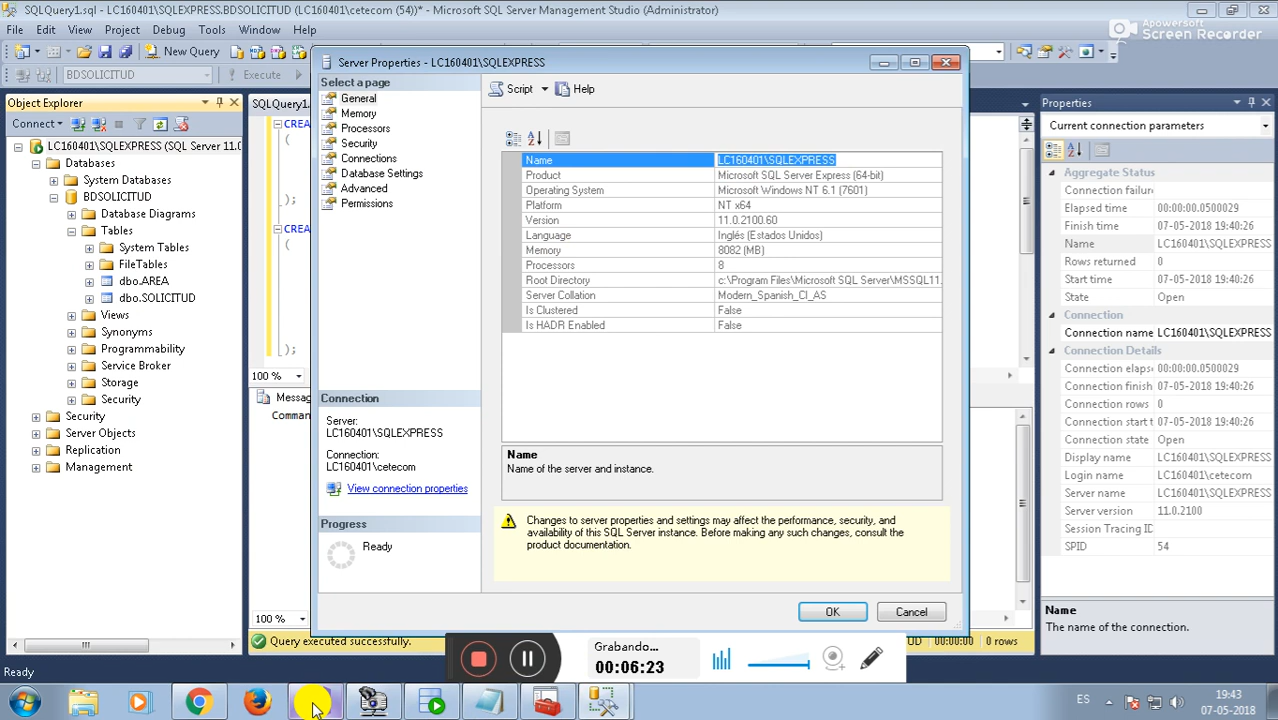 SQLQuery1.sql - LC160401\SQLEXPRESS.BDSOLICITUD (LC160401\cetecom (54))* - Microsoft SQL Server Management Studio (Administrator)
File Edit View Project Debug Tools Window Help
Apowersoft
Screen Recorder
New Query
BDSOLICITUD
Execute
Object Explorer
Connect
LC160401\SQLEXPRESS (SQL Server 11.0
Databases
System Databases
BDSOLICITUD
Database Diagrams
Tables
System Tables
FileTables
dbo.AREA
dbo.SOLICITUD
Views
Synonyms
Programmability
Service Broker
Storage
Security
Security
Server Objects
Replication
Management
SQLQuery1.
CREA
(
);
CREA
(
);
100 %
Messag
Comman
100 %
Query executed successfully.
UD
00:00:00
0 rows
Server Properties - LC160401\SQLEXPRESS
Select a page
General
Memory
Processors
Security
Connections
Database Settings
Advanced
Permissions
Connection
Server:
LC160401\SQLEXPRESS
Connection:
LC160401\cetecom
View connection properties
Progress
Ready
Script Help
Name LC160401\SQLEXPRESS
Product Microsoft SQL Server Express (64-bit)
Operating System Microsoft Windows NT 6.1 (7601)
Platform NT x64
Version 11.0.2100.60
Language Inglés (Estados Unidos)
Memory 8082 (MB)
Processors 8
Root Directory c:\Program Files\Microsoft SQL Server\MSSQL11.
Server Collation Modern_Spanish_CI_AS
Is Clustered False
Is HADR Enabled False
Name
Name of the server and instance.
Changes to server properties and settings may affect the performance, security, and
availability of this SQL Server instance. Before making any such changes, consult the
product documentation.
OK Cancel
Properties
Current connection parameters
Aggregate Status
Connection failure
Elapsed time 00:00:00.0500029
Finish time 07-05-2018 19:40:26
Name LC160401\SQLEXPRESS
Rows returned 0
Start time 07-05-2018 19:40:26
State Open
Connection
Connection name LC160401\SQLEXPRESS
Connection Details
Connection elaps 00:00:00.0500029
Connection finish 07-05-2018 19:40:26
Connection rows 0
Connection start t 07-05-2018 19:40:26
Connection state Open
Display name LC160401\SQLEXPRESS
Login name LC160401\cetecom
Server name LC160401\SQLEXPRESS
Server version 11.0.2100
Session Tracing ID
SPID 54
Name
The name of the connection.
Grabando...
00:06:23
Ready
ES
19:43
07-05-2018